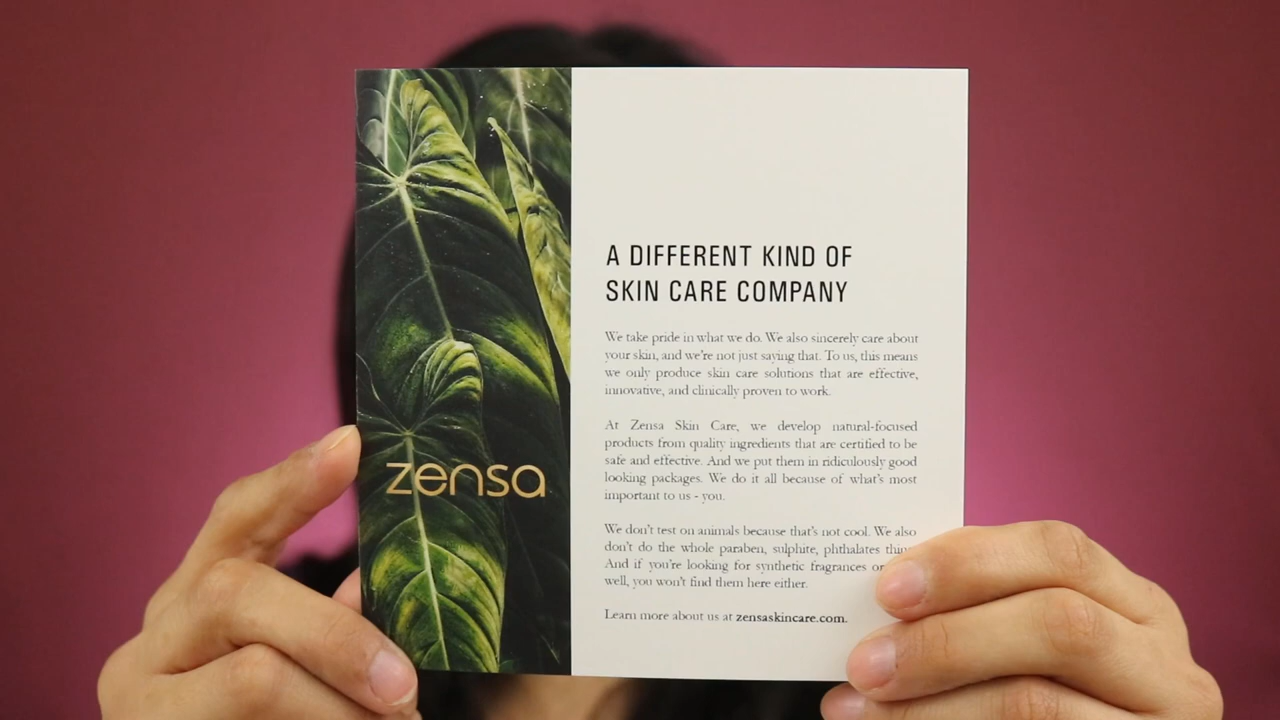 zensa
A DIFFERENT KIND OF
SKIN CARE COMPANY
We take pride in what we do. We also sincerely care about
your skin, and we're not just saying that. To us, this means
we only produce skin care solutions that are effective,
innovative, and clinically proven to work.
At Zensa Skin Care, we develop natural-focused
products from quality ingredients that are certified to be
safe and effective. And we put them in ridiculously good
looking packages. We do it all because of what's most
important to us - you.
We don't test on animals because that's not cool. We also
don't do the whole paraben, sulphite, phthalates
And if you're looking for synthetic fragrances or
well, you won't find them here either.
Learn more about us at zensaskincare.com.